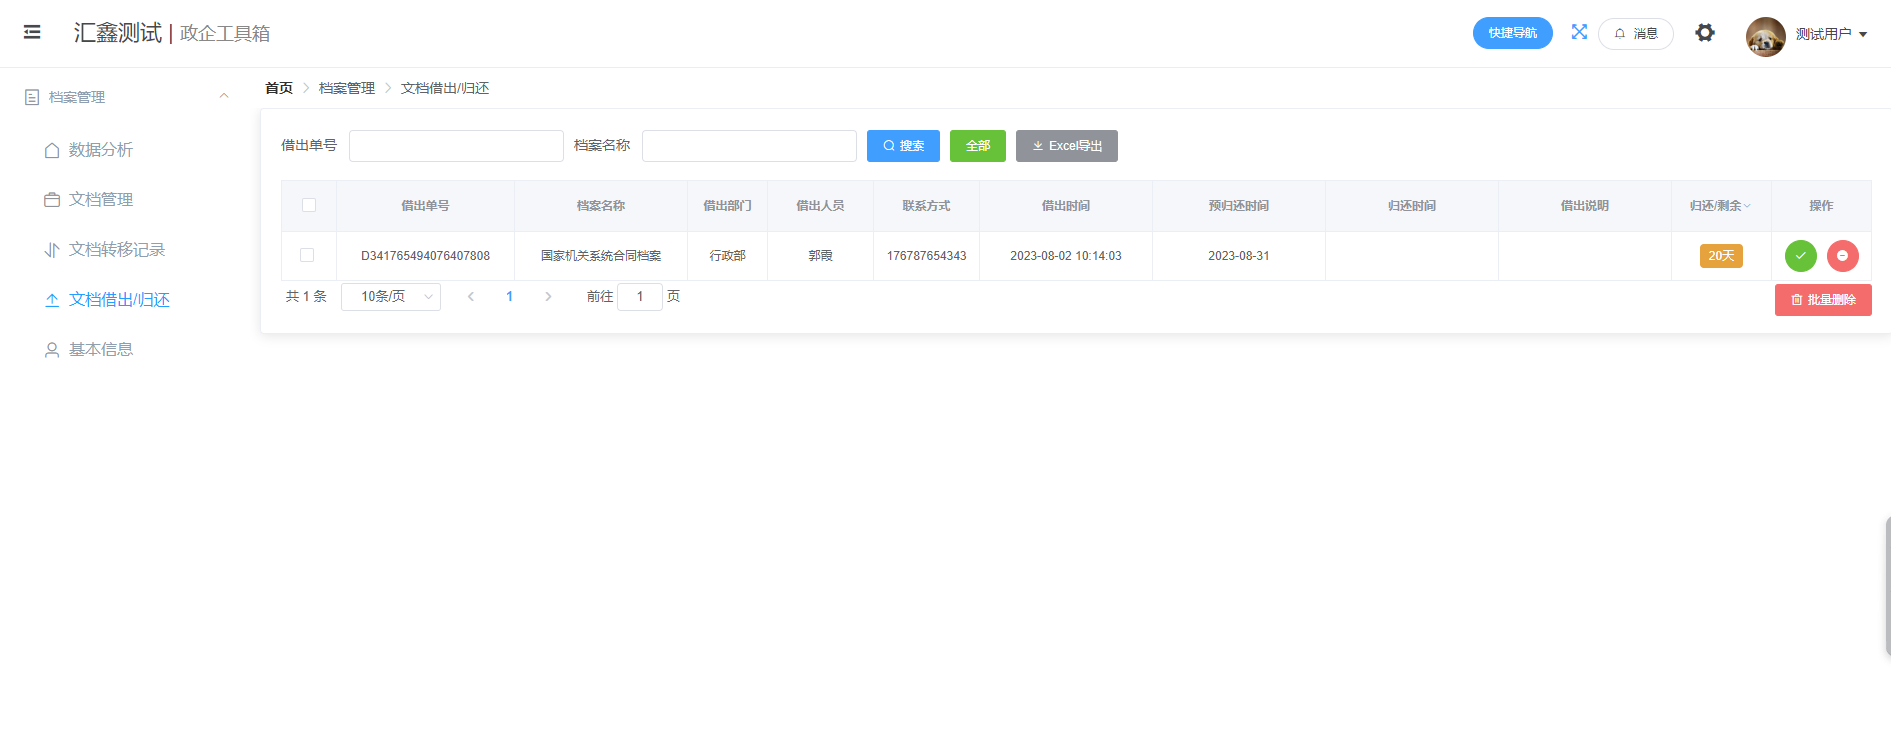 汇鑫测试 | 政企工具箱
快捷导航
消息
测试用户
档案管理
数据分析
文档管理
文档转移记录
文档借出/归还
基本信息
首页 > 档案管理 > 文档借出/归还
借出单号 档案名称 搜索 全部 Excel导出
借出单号 档案名称 借出部门 借出人员 联系方式 借出时间 预归还时间 归还时间 借出说明 归还/剩余 操作
D341765494076407808 国家机关系统合同档案 行政部 郭霞 176787654343 2023-08-02 10:14:03 2023-08-31 20天
共 1 条 10条/页 1 前往 1 页
批量删除